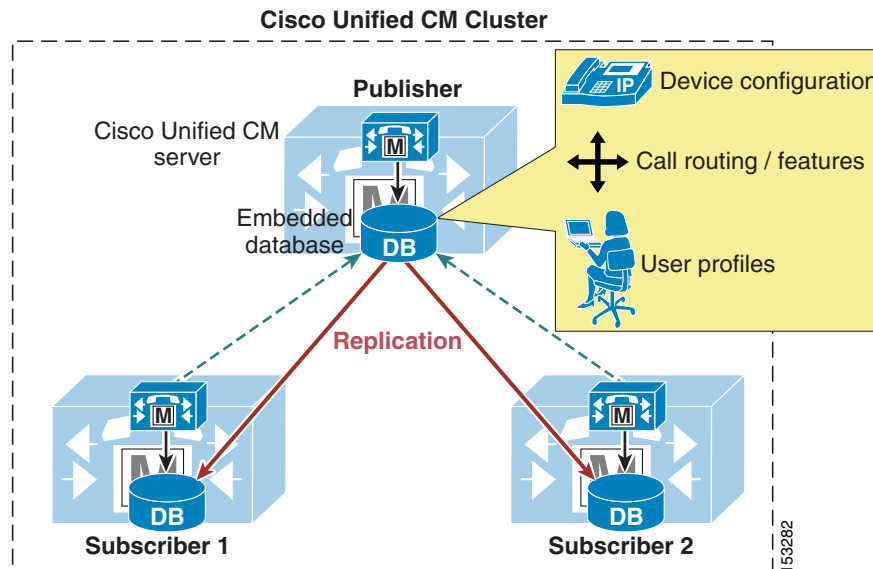 Cisco Unified CM Cluster
Publisher
Cisco Unified CM
server
M
Embedded
database
DB
IP
Device configuration
Call routing / features
User profiles
Replication
M
DB
Subscriber 1
M
DB
Subscriber 2
153282